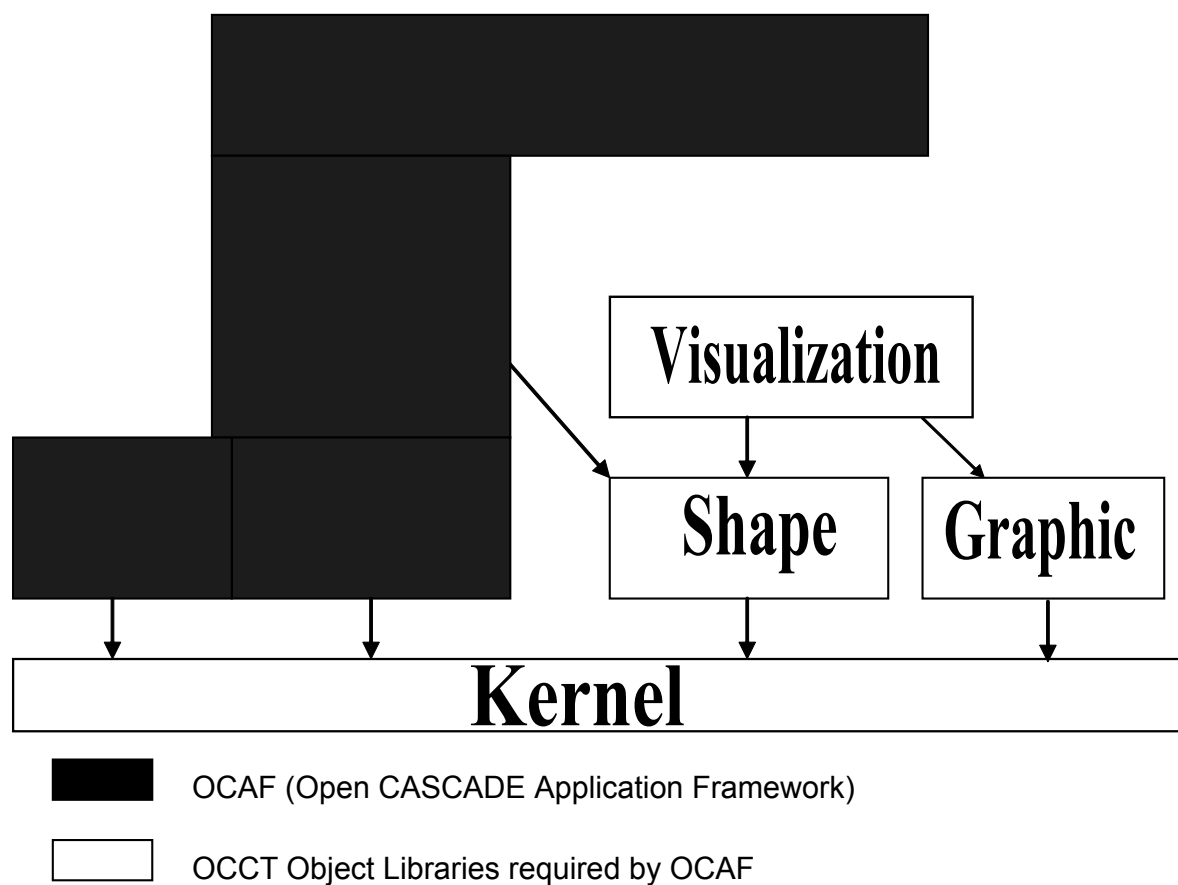 Visualization
Shape
Graphic
Kernel
OCAF (Open CASCADE Application Framework)
OCCT Object Libraries required by OCAF